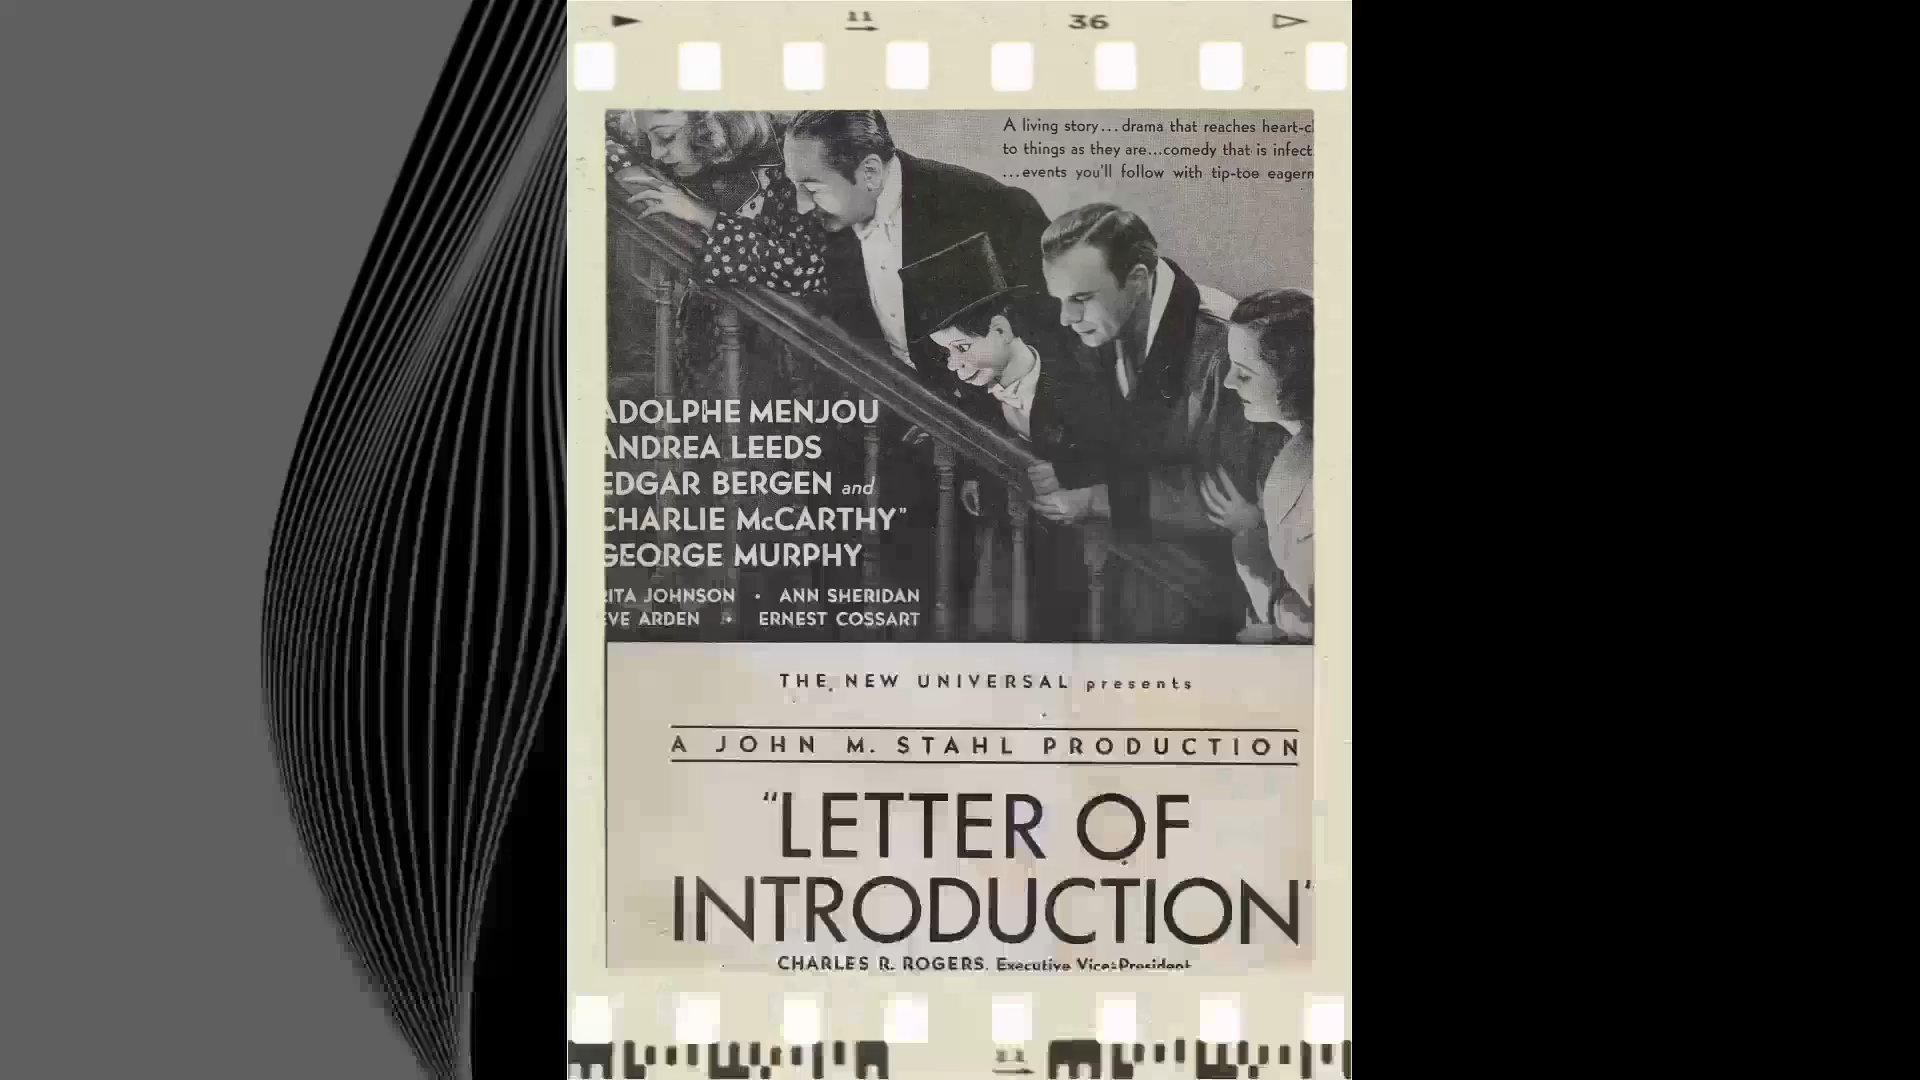 11
36
A living story... drama that reaches heart-cl
to things as they are...comedy that is infect
...events you'll follow with tip-toe eagern
ADOLPHE MENJOU
ANDREA LEEDS
EDGAR BERGEN and
CHARLIE McCARTHY"
GEORGE MURPHY
RITA JOHNSON • ANN SHERIDAN
EVE ARDEN • ERNEST COSSART
THE NEW UNIVERSAL presents
A JOHN M. STAHL PRODUCTION
"LETTER OF
INTRODUCTION"
CHARLES R. ROGERS. Executive Vice-President
11